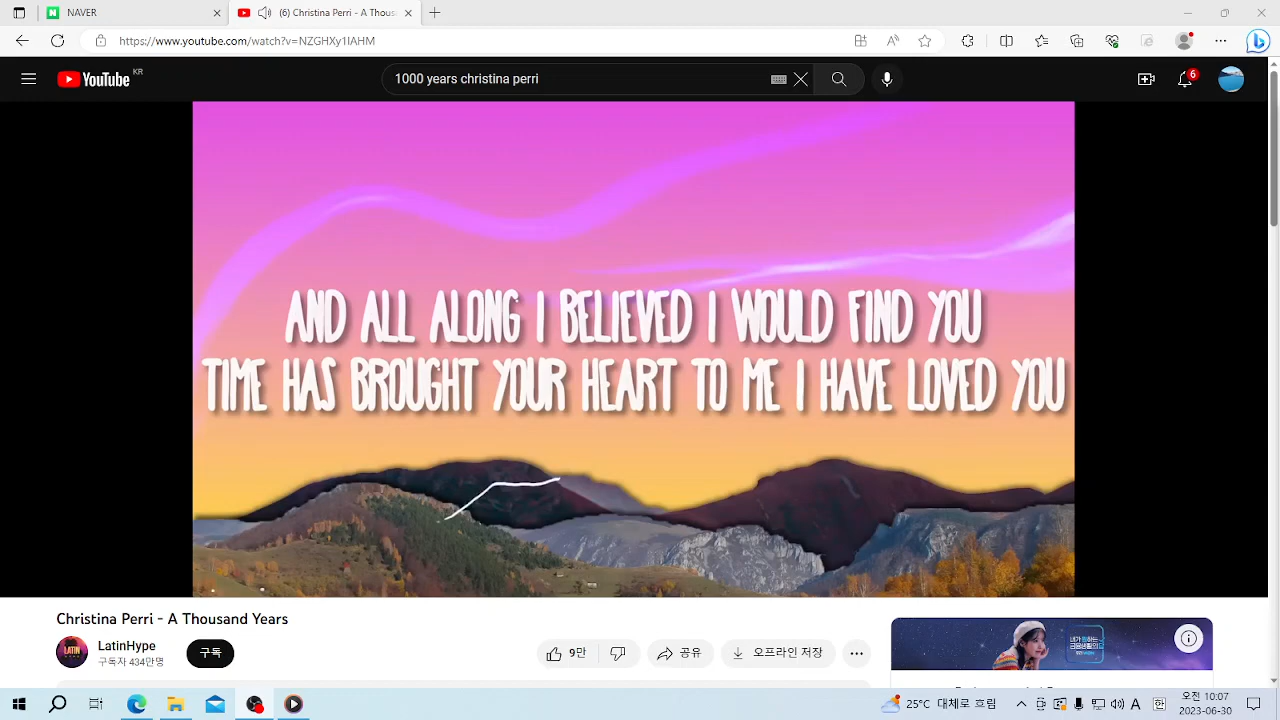 NAVER
(6) Christina Perri - A Thous
https://www.youtube.com/watch?v=NZGHXy1IAHM
YouTube KR
1000 years christina perri
6
AND ALL ALONG I BELIEVED I WOULD FIND YOU
TIME HAS BROUGHT YOUR HEART TO ME I HAVE LOVED YOU
Christina Perri - A Thousand Years
LATIN
LatinHype
구독자 434만명
구독
9만
공유
오프라인 저장
25°C 대체로 흐림
A
한
오전 10:07
2023-06-30